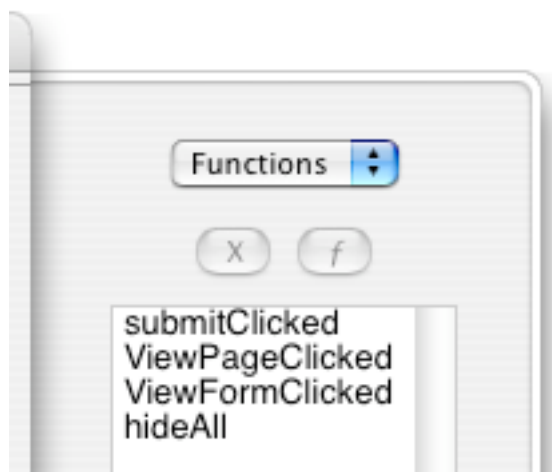 Functions
X f
submitClicked
ViewPageClicked
ViewFormClicked
hideAll